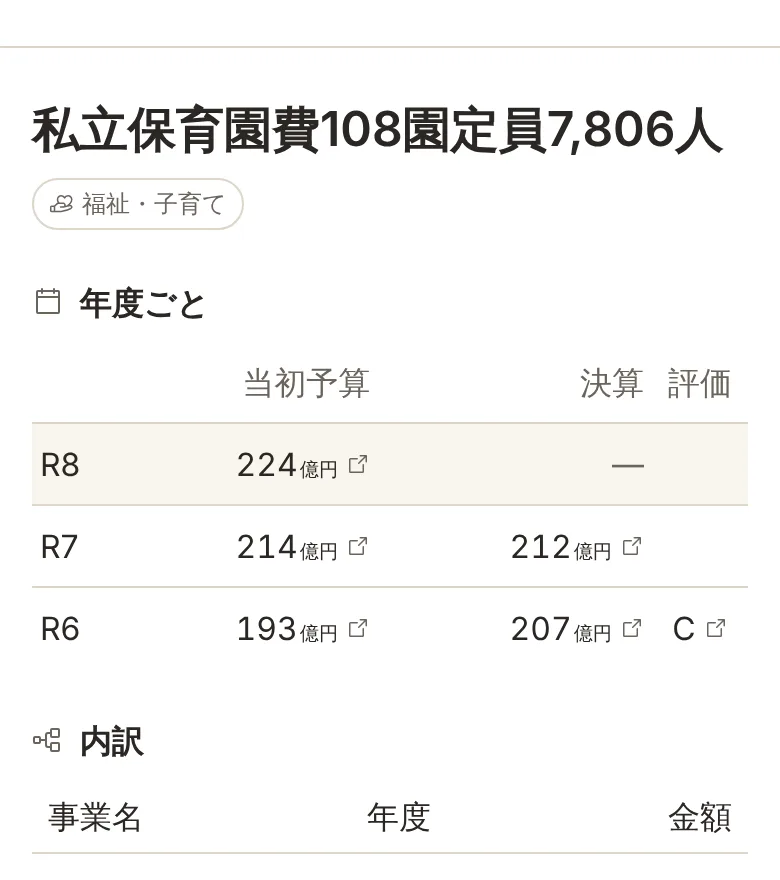 私立保育園費108園定員7,806人
福祉・子育て
年度ごと
当初予算 決算 評価
R8 224億円 —
R7 214億円 212億円
R6 193億円 207億円 C
内訳
事業名 年度 金額